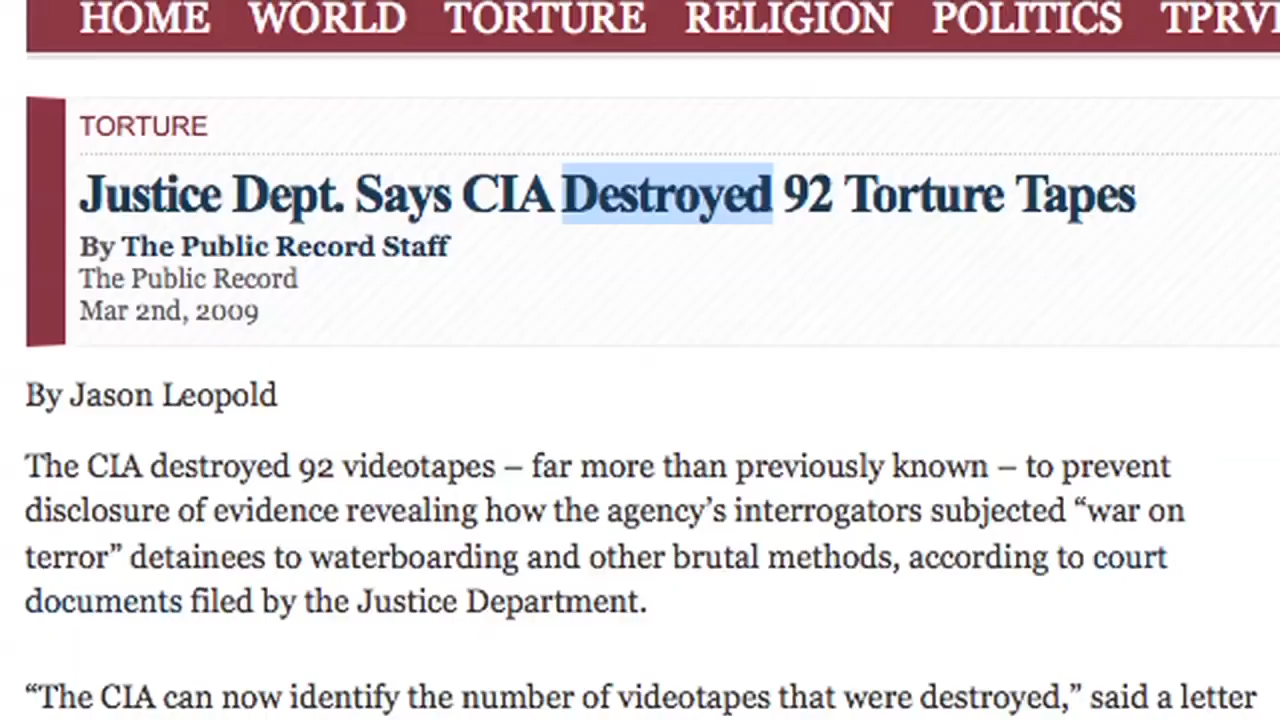 HOME WORLD TORTURE RELIGION POLITICS
TORTURE
Justice Dept. Says CIA Destroyed 92 Torture Tapes
By The Public Record Staff
The Public Record
Mar 2nd, 2009
By Jason Leopold
The CIA destroyed 92 videotapes – far more than previously known – to prevent
disclosure of evidence revealing how the agency’s interrogators subjected “war on
terror” detainees to waterboarding and other brutal methods, according to court
documents filed by the Justice Department.
“The CIA can now identify the number of videotapes that were destroyed,” said a letter